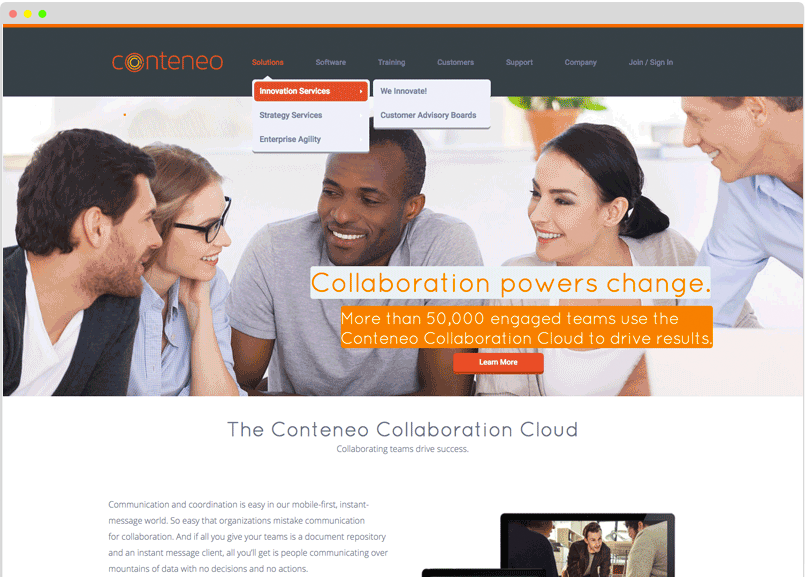 conteneo
Solutions Software Training Customers Support Company Join / Sign In
Innovation Services
Strategy Services
Enterprise Agility
We Innovate!
Customer Advisory Boards
Collaboration powers change.
More than 50,000 engaged teams use the
Conteneo Collaboration Cloud to drive results.
Learn More
The Conteneo Collaboration Cloud
Collaborating teams drive success.
Communication and coordination is easy in our mobile-first, instant-
message world. So easy that organizations mistake communication
for collaboration. And if all you give your teams is a document repository
and an instant message client, all you'll get is people communicating over
mountains of data with no decisions and no actions.